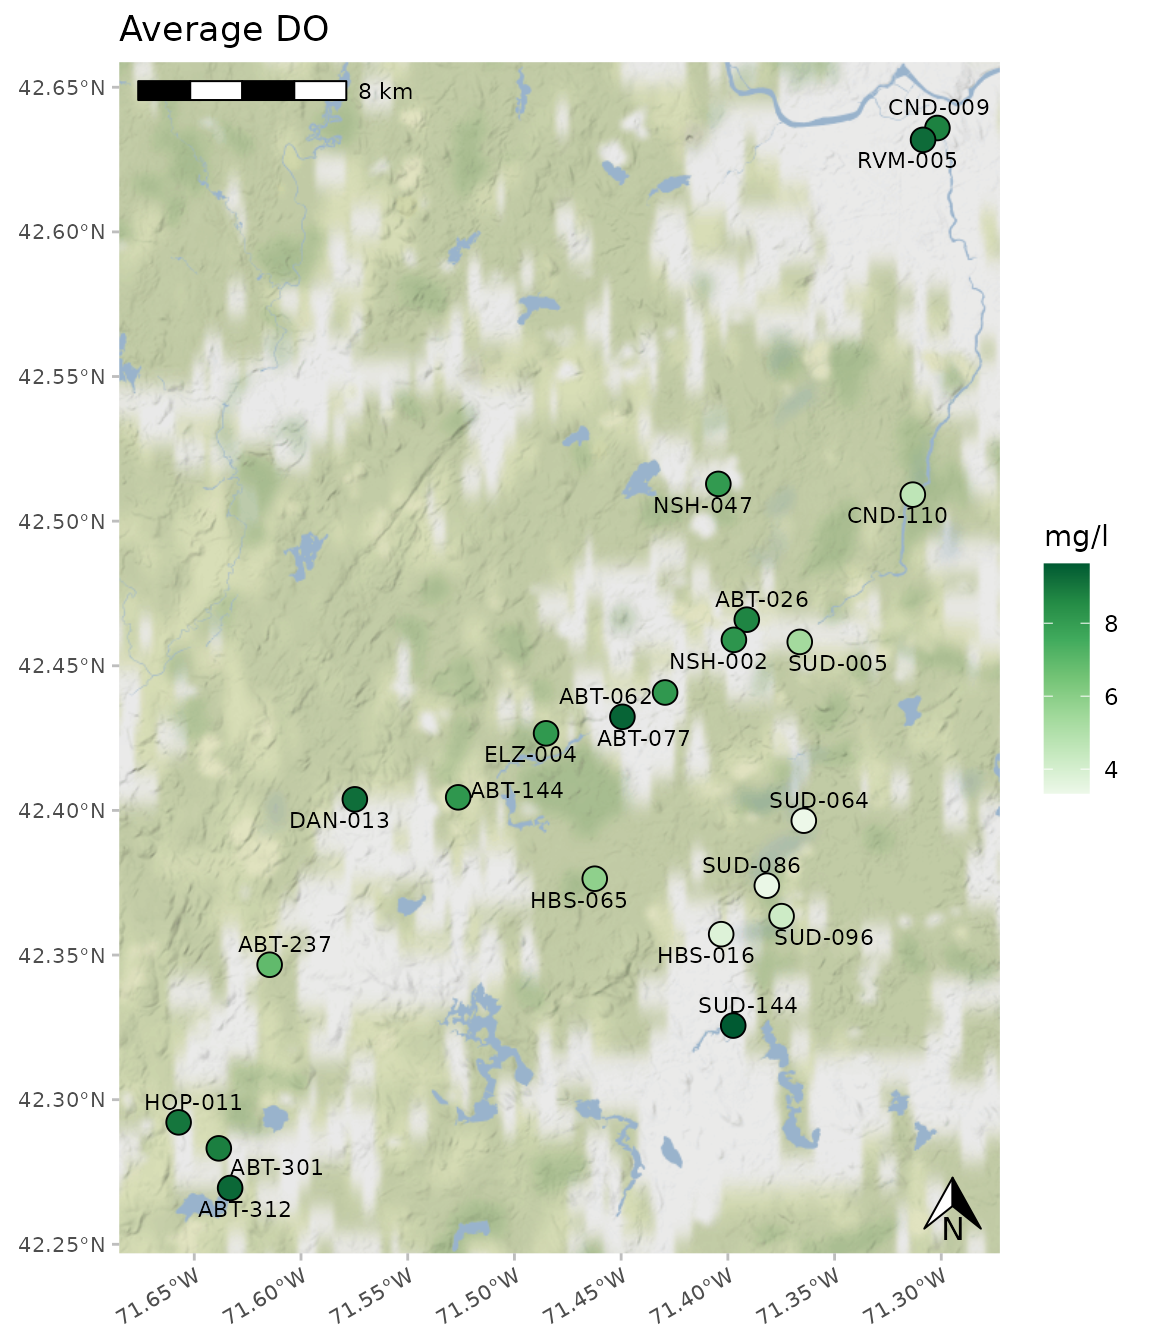 Average DO
42.65°N
8 km
CND-009
RVM-005
42.60°N
42.55°N
NSH-047
CND-110
42.50°N
mg/l
ABT-026
8
NSH-002
SUD-005
42.45°N
ABT-062
6
ABT-077
ELZ-004
4
ABT-144
SUD-064
42.40°N
DAN-013
SUD-086
HBS-065
SUD-096
ABT-237
HBS-016
42.35°N
SUD-144
42.30°N
HOP-011
ABT-301
ABT-312
N
42.25°N
71.65°W
71.60°W
71.55°W
71.50°W
71.45°W
71.40°W
71.35°W
71.30°W